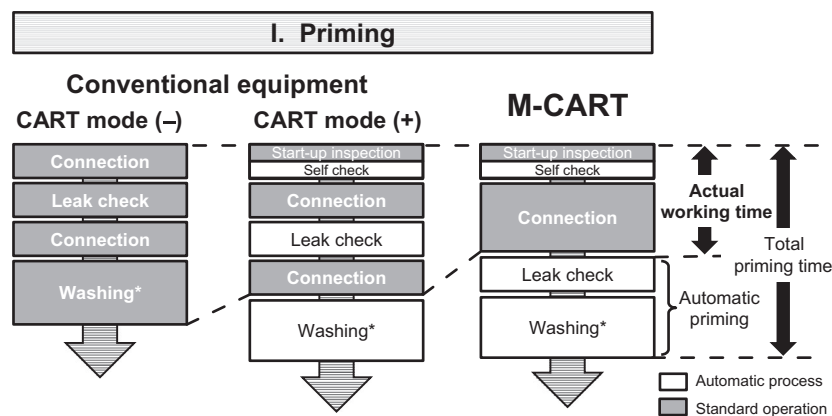 I. Priming
Conventional equipment
CART mode (–)
CART mode (+)
M-CART
Connection
Leak check
Connection
Washing*
Start-up inspection
Self check
Connection
Leak check
Connection
Washing*
Start-up inspection
Self check
Connection
Leak check
Washing*
Actual
working time
Total
priming time
Automatic
priming
Automatic process
Standard operation